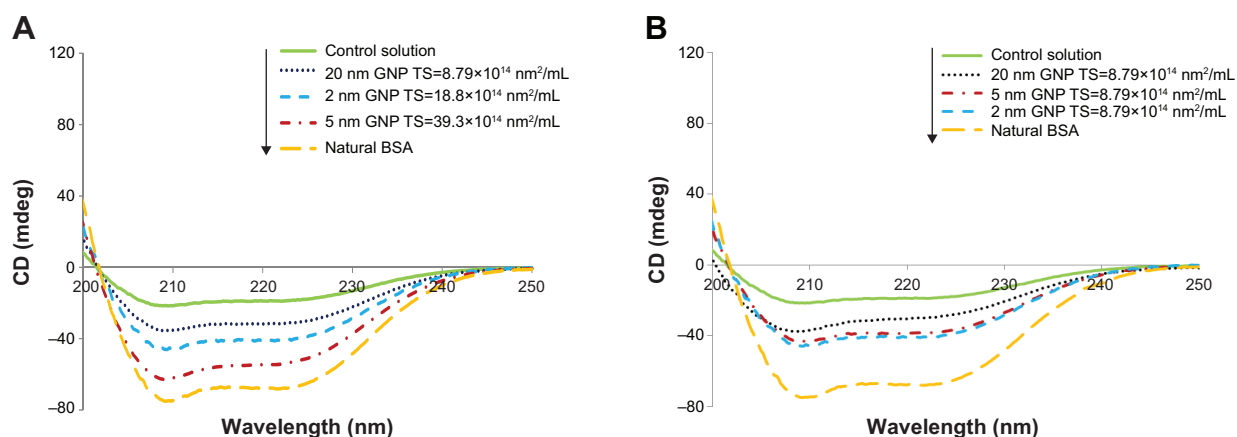 A
120
80
40
0
–40
–80
CD (mdeg)
200
210
220
230
240
250
Wavelength (nm)
Control solution
20 nm GNP TS=8.79×10¹⁴ nm²/mL
2 nm GNP TS=18.8×10¹⁴ nm²/mL
5 nm GNP TS=39.3×10¹⁴ nm²/mL
Natural BSA
B
120
80
40
0
–40
–80
CD (mdeg)
200
210
220
230
240
250
Wavelength (nm)
Control solution
20 nm GNP TS=8.79×10¹⁴ nm²/mL
5 nm GNP TS=8.79×10¹⁴ nm²/mL
2 nm GNP TS=8.79×10¹⁴ nm²/mL
Natural BSA